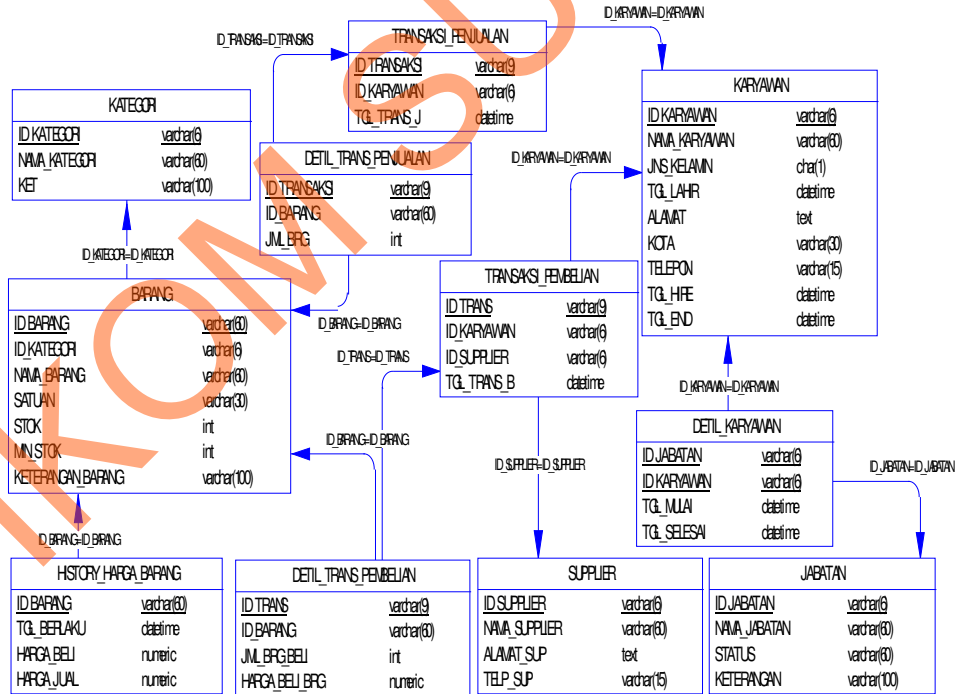 ID_KARYAWAN=ID_KARYAWAN
ID_TRANSAKSI=ID_TRANSAKSI
TRANSAKSI_PENJUALAN
ID_TRANSAKSI varchar(9)
ID_KARYAWAN varchar(6)
TGL_TRANS_J datetime
KATEGORI
ID_KATEGORI varchar(6)
NAMA_KATEGORI varchar(60)
KET varchar(100)
KARYAWAN
ID_KARYAWAN varchar(6)
NAMA_KARYAWAN varchar(60)
JNS_KELAMIN char(1)
TGL_LAHIR datetime
ALAMAT text
KOTA varchar(30)
TELEPON varchar(15)
TGL_HIRE datetime
TGL_END datetime
DETIL_TRANS_PENJUALAN
ID_TRANSAKSI varchar(9)
ID_BARANG varchar(60)
JML_BRG int
ID_KARYAWAN=ID_KARYAWAN
ID_KATEGORI=ID_KATEGORI
BARANG
ID_BARANG varchar(60)
ID_KATEGORI varchar(6)
NAMA_BARANG varchar(60)
SATUAN varchar(30)
STOK int
MIN_STOK int
KETERANGAN_BARANG varchar(100)
ID_BARANG=ID_BARANG
TRANSAKSI_PEMBELIAN
ID_TRANS varchar(9)
ID_KARYAWAN varchar(6)
ID_SUPPLIER varchar(6)
TGL_TRANS_B datetime
ID_TRANS=ID_TRANS
ID_KARYAWAN=ID_KARYAWAN
ID_BARANG=ID_BARANG
ID_SUPPLIER=ID_SUPPLIER
DETIL_KARYAWAN
ID_JABATAN varchar(6)
ID_KARYAWAN varchar(6)
TGL_MULAI datetime
TGL_SELESAI datetime
ID_JABATAN=ID_JABATAN
ID_BARANG=ID_BARANG
HISTORY_HARGA_BARANG
ID_BARANG varchar(60)
TGL_BERLAKU datetime
HARGA_BELI numeric
HARGA_JUAL numeric
DETIL_TRANS_PEMBELIAN
ID_TRANS varchar(9)
ID_BARANG varchar(60)
JML_BRG_BELI int
HARGA_BELI_BRG numeric
SUPPLIER
ID_SUPPLIER varchar(6)
NAMA_SUPPLIER varchar(60)
ALAMAT_SUP text
TELP_SUP varchar(15)
JABATAN
ID_JABATAN varchar(6)
NAMA_JABATAN varchar(60)
STATUS varchar(60)
KETERANGAN varchar(100)
IKOM SU